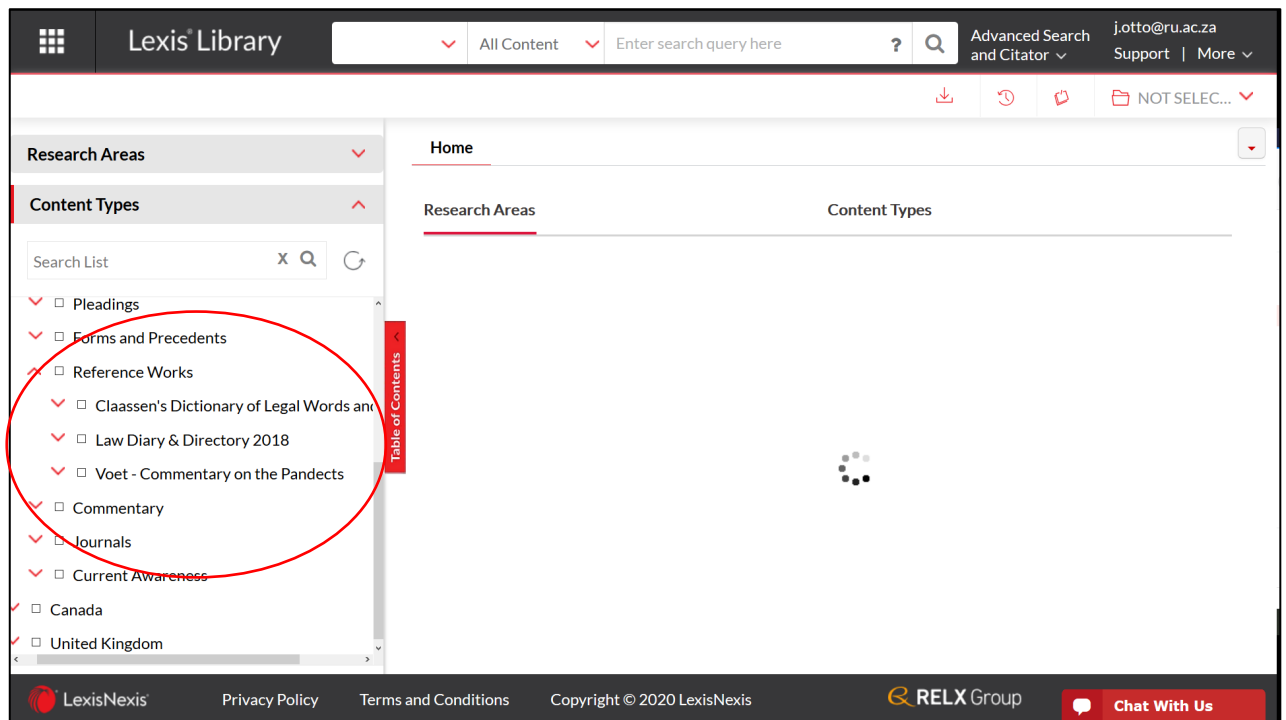 Lexis® Library
All Content
Enter search query here
?
Advanced Search
and Citator
j.otto@ru.ac.za
Support | More
NOT SELEC...
Research Areas
Content Types
Search List X
Pleadings
Forms and Precedents
Reference Works
Claassen's Dictionary of Legal Words and
Law Diary & Directory 2018
Voet - Commentary on the Pandects
Commentary
Journals
Current Awareness
Canada
United Kingdom
Table of Contents
Home
Research Areas
Content Types
LexisNexis®
Privacy Policy
Terms and Conditions
Copyright © 2020 LexisNexis
RELX Group
Chat With Us